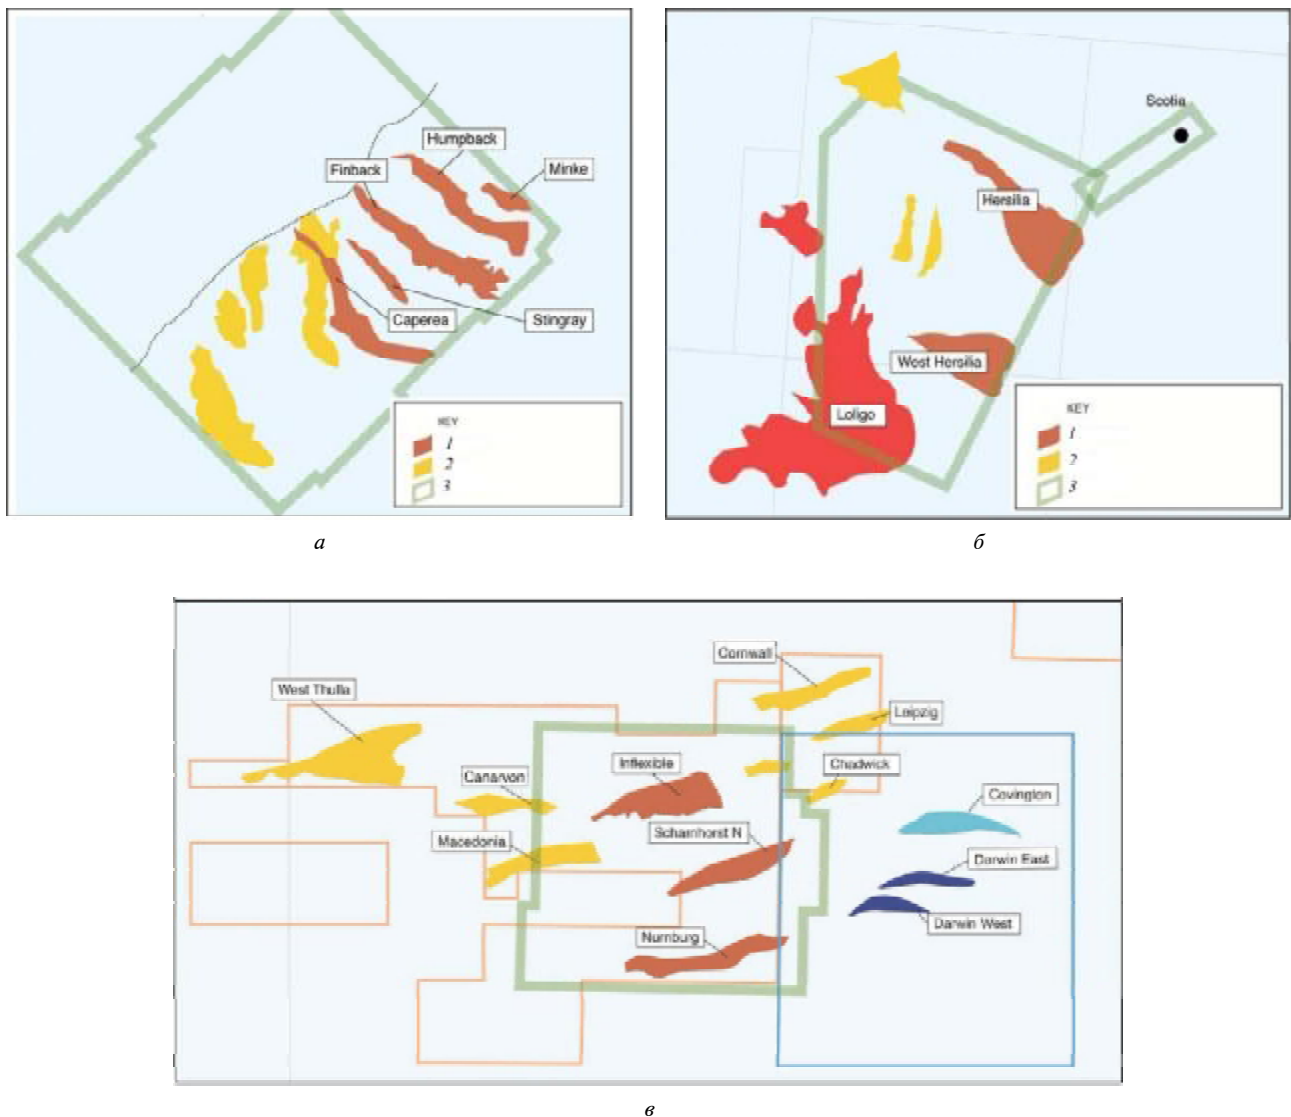 Humpback
Finback
Minke
Caperea
Stingray
KEY
1
2
3
а
Scotia
Hersilia
West Hersilia
Loligo
KEY
1
2
3
б
Cornwall
West Thulla
Leipzig
Inflexible
Chadwick
Canarvon
Covington
Scharnhorst N
Macedonia
Darwin East
Darwin West
Nurnburg
в